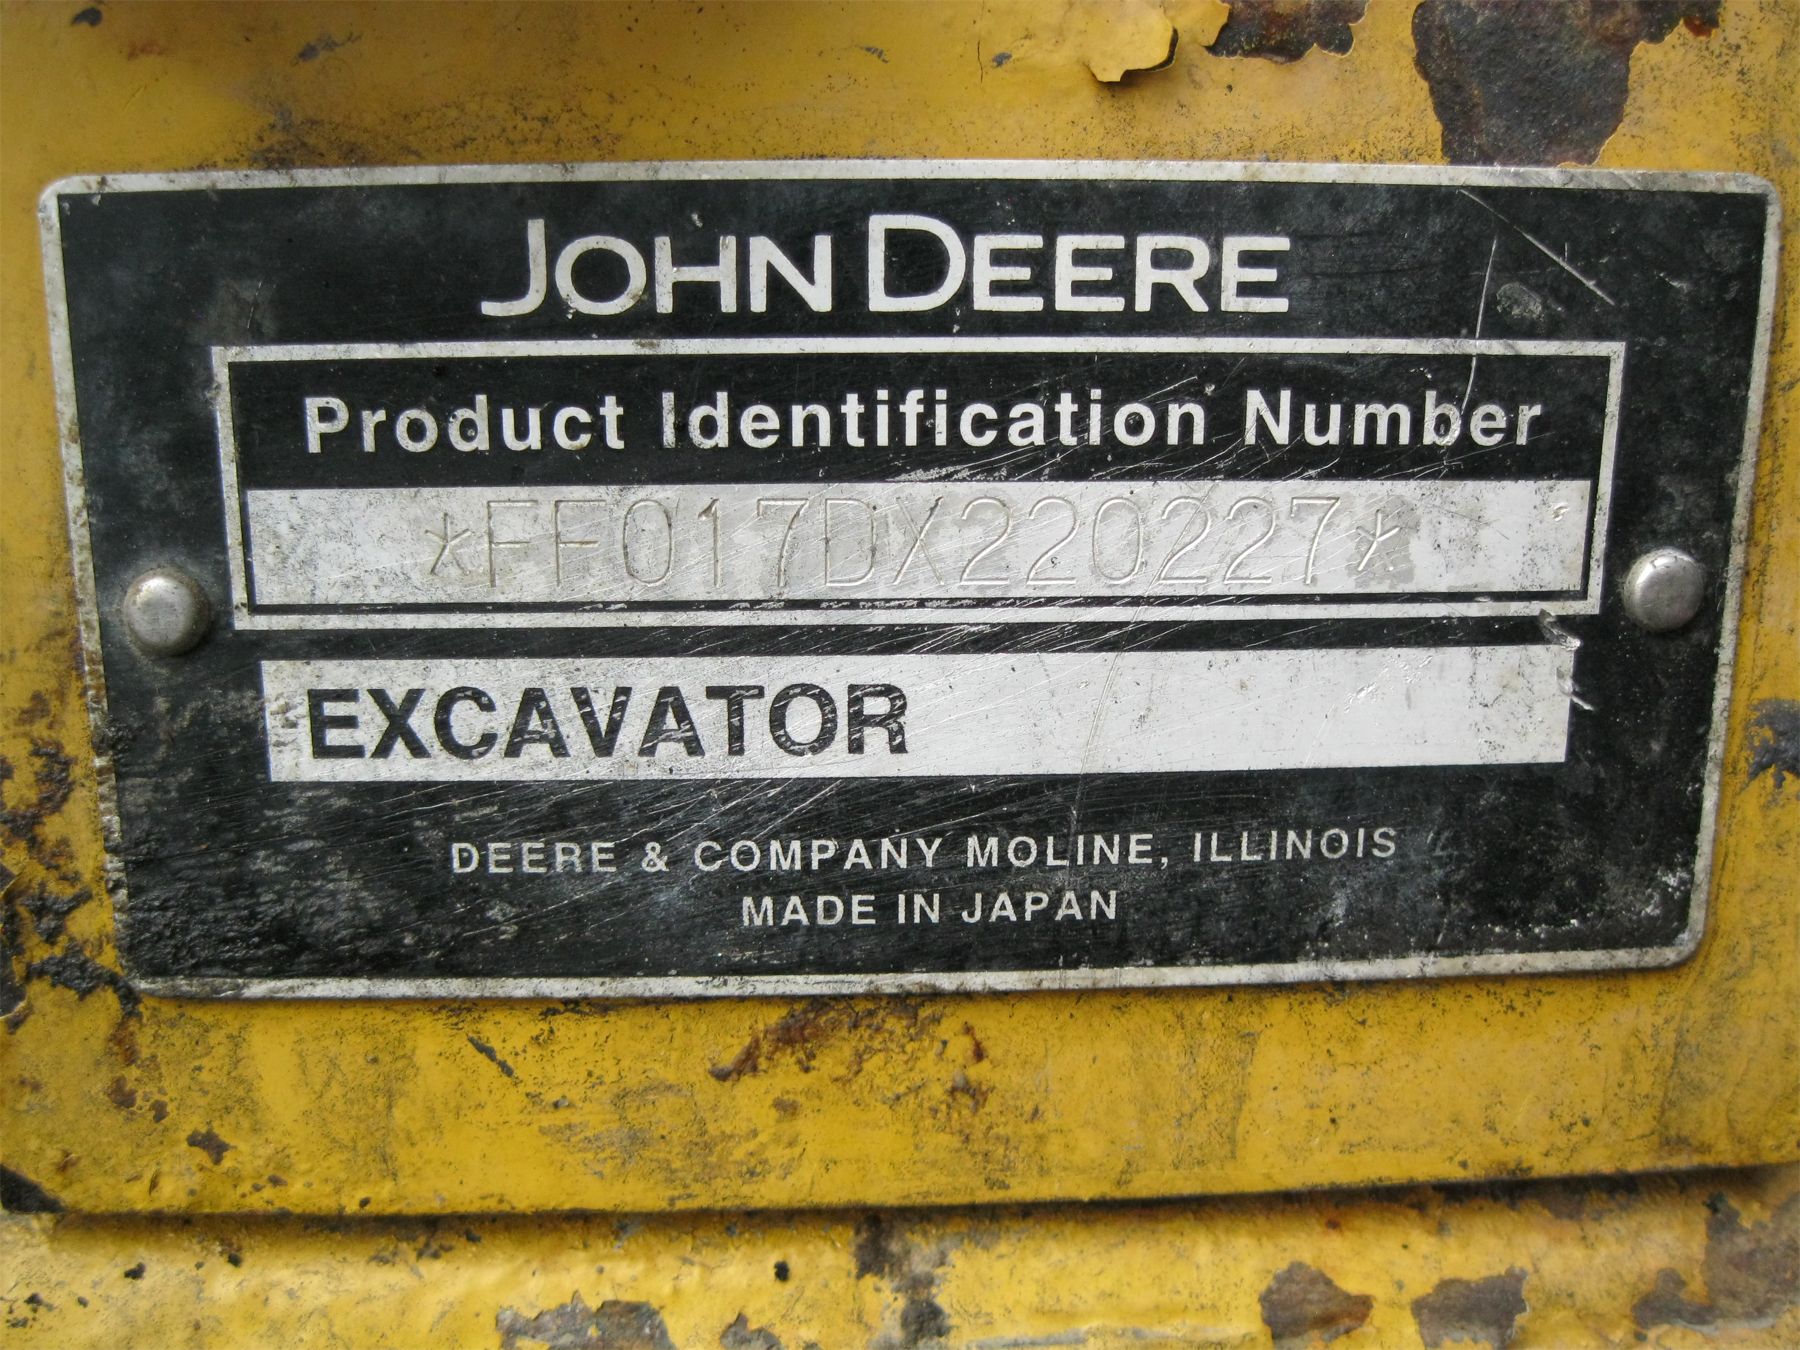 JOHN DEERE
Product Identification Number
*FF017DX220227*
EXCAVATOR
DEERE & COMPANY MOLINE, ILLINOIS
MADE IN JAPAN